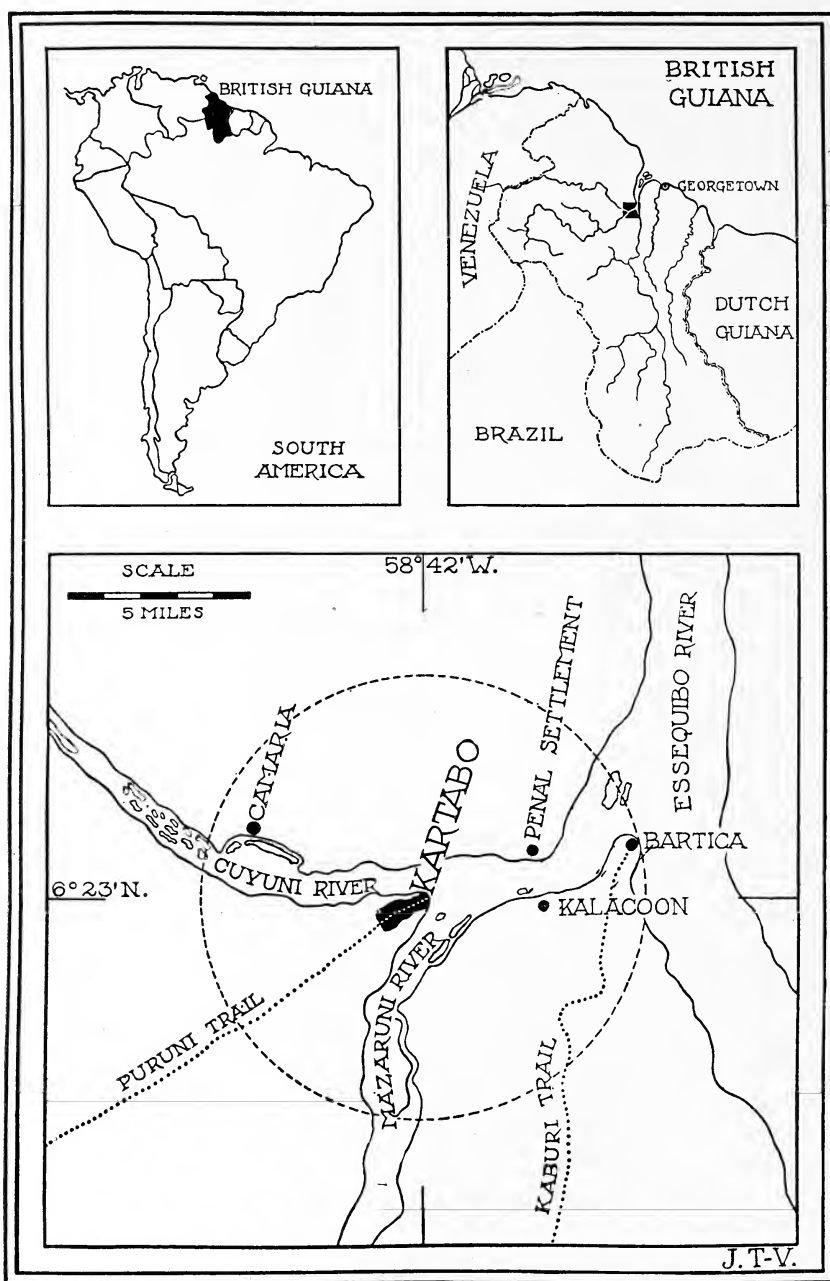 BRITISH GUIANA
SOUTH
AMERICA
BRITISH
GUIANA
GEORGETOWN
VENEZUELA
DUTCH
GUIANA
BRAZIL
SCALE
5 MILES
58°42'W.
PENAL SETTLEMENT
ESSEQUIBO RIVER
CAMARIA
KARTABO
BARTICA
CUYUNI RIVER
6°23'N.
KALACOON
MAZARUNI RIVER
PURUNI TRAIL
KABURI TRAIL
J.T-V.